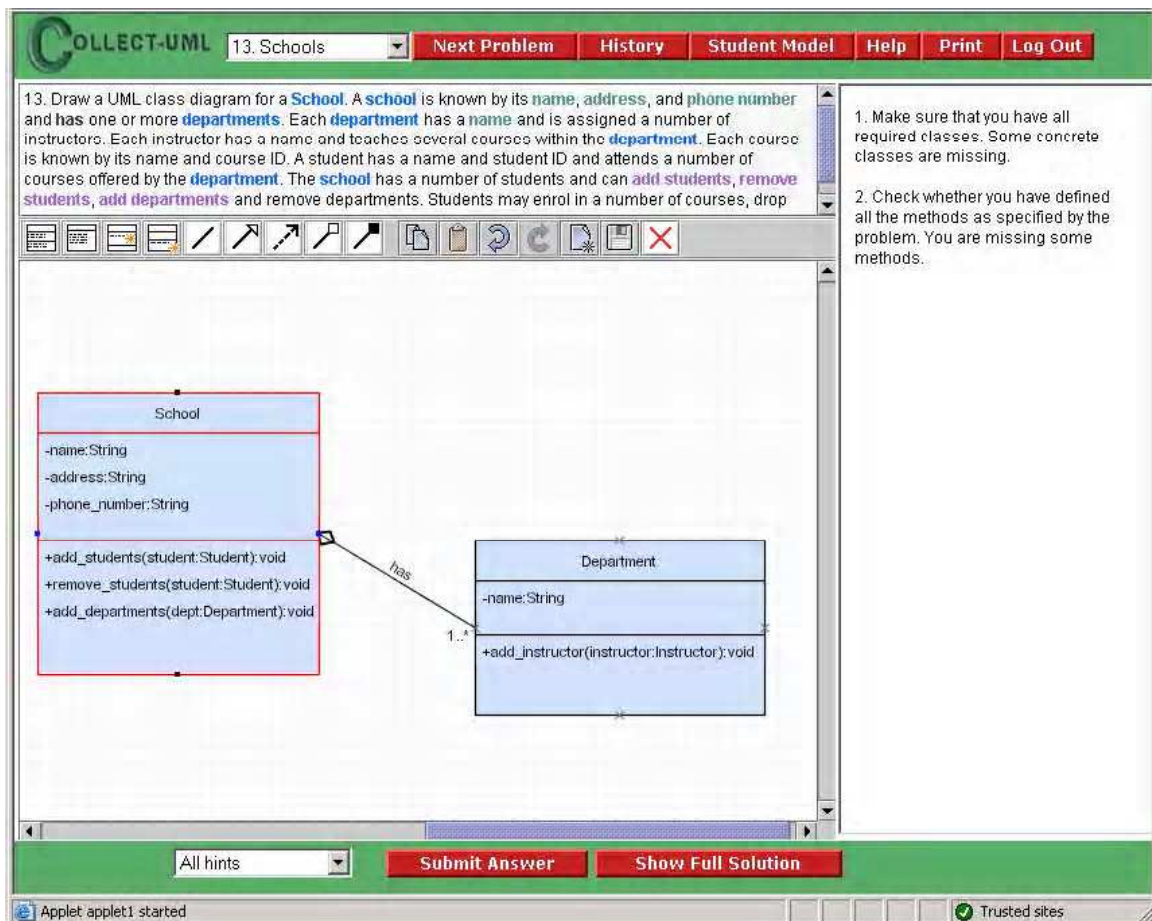 COLLECT-UML
13. Schools
Next Problem
History
Student Model
Help
Print
Log Out
13. Draw a UML class diagram for a School. A school is known by its name, address, and phone number
and has one or more departments. Each department has a name and is assigned a number of
instructors. Each instructor has a name and teaches several courses within the department. Each course
is known by its name and course ID. A student has a name and student ID and attends a number of
courses offered by the department. The school has a number of students and can add students, remove
students, add departments and remove departments. Students may enrol in a number of courses, drop
1. Make sure that you have all
required classes. Some concrete
classes are missing.
2. Check whether you have defined
all the methods as specified by the
problem. You are missing some
methods.
School
-name:String
-address:String
-phone_number:String
+add_students(student:Student):void
+remove_students(student:Student):void
+add_departments(dept:Department):void
has
1..*
Department
-name:String
+add_instructor(instructor:Instructor):void
All hints
Submit Answer
Show Full Solution
Applet applet1 started
Trusted sites